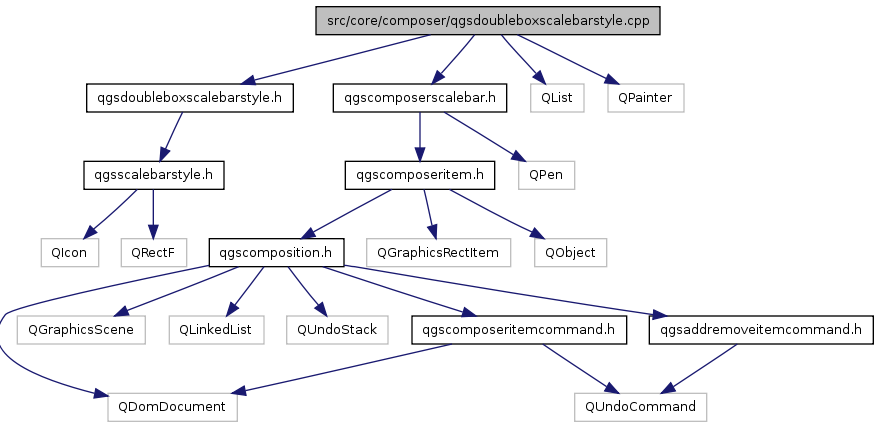 src/core/composer/qgsdoubleboxscalebarstyle.cpp
qgsdoubleboxscalebarstyle.h
qgscomposerscalebar.h
QList
QPainter
qgsscalebarstyle.h
qgscomposeritem.h
QPen
QIcon
QRectF
qgscomposition.h
QGraphicsRectItem
QObject
QGraphicsScene
QLinkedList
QUndoStack
qgscomposeritemcommand.h
qgsaddremoveitemcommand.h
QDomDocument
QUndoCommand